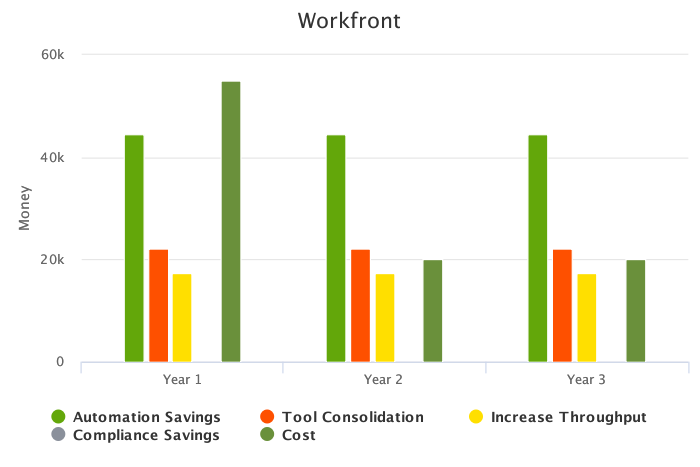 Workfront
60k
40k
20k
0
Money
Year 1
Year 2
Year 3
Automation Savings
Tool Consolidation
Increase Throughput
Compliance Savings
Cost